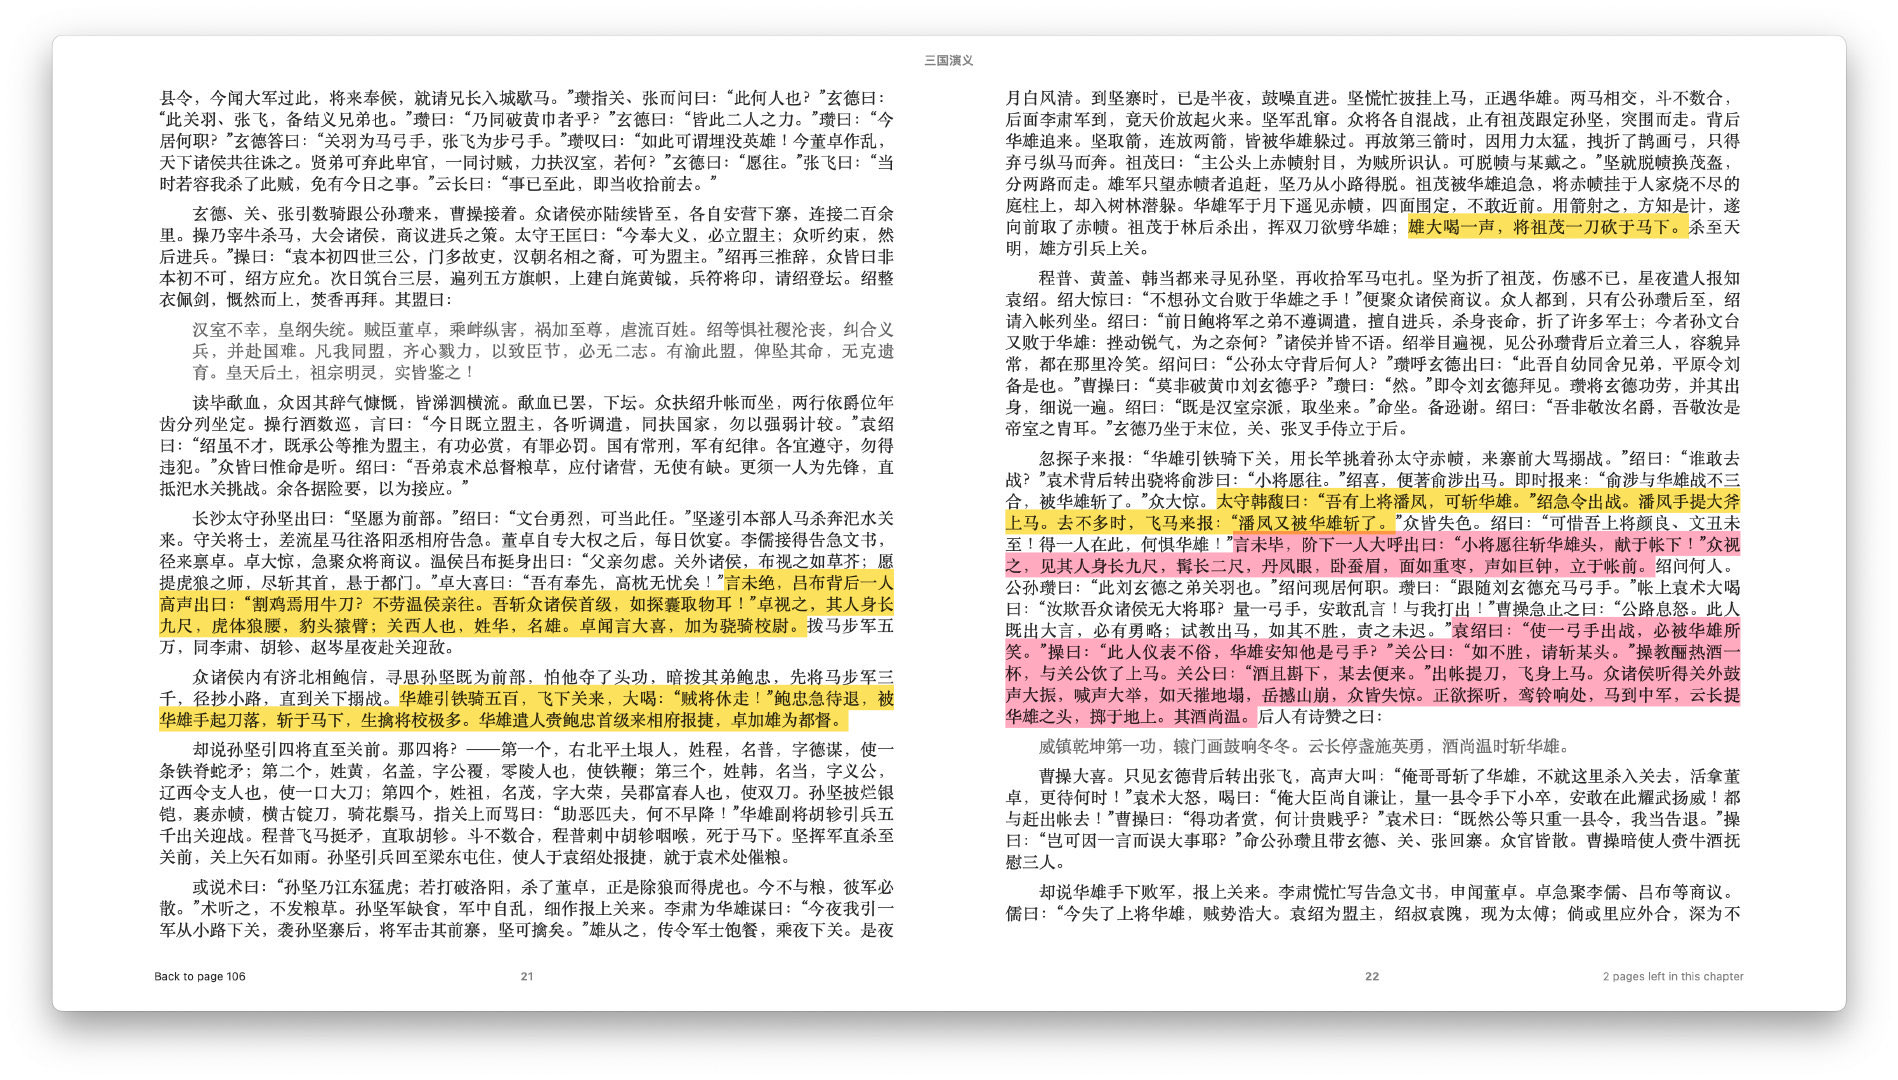 三国演义
县令，今闻大军过此，将来奉候，就请兄长入城歇马。”瓒指关、张而问曰：“此何人也？”玄德曰：
“此关羽、张飞，备结义兄弟也。”瓒曰：“乃同破黄巾者乎？”玄德曰：“皆此二人之力。”瓒曰：“今
居何职？”玄德答曰：“关羽为马弓手，张飞为步弓手。”瓒叹曰：“如此可谓埋没英雄！今董卓作乱，
天下诸侯共往诛之。贤弟可弃此卑官，一同讨贼，力扶汉室，若何？”玄德曰：“愿往。”张飞曰：“当
时若容我杀了此贼，免有今日之事。”云长曰：“事已至此，即当收拾前去。”
玄德、关、张引数骑跟公孙瓒来，曹操接着。众诸侯亦陆续皆至，各自安营下寨，连接二百余
里。操乃宰牛杀马，大会诸侯，商议进兵之策。太守王匡曰：“今奉大义，必立盟主；众听约束，然
后进兵。”操曰：“袁本初四世三公，门多故吏，汉朝名相之裔，可为盟主。”绍再三推辞，众皆曰非
本初不可，绍方应允。次日筑台三层，遍列五方旗帜，上建白旄黄钺，兵符将印，请绍登坛。绍整
衣佩剑，慨然而上，焚香再拜。其盟曰：
汉室不幸，皇纲失统。贼臣董卓，乘衅纵害，祸加至尊，虐流百姓。绍等惧社稷沦丧，纠合义
兵，并赴国难。凡我同盟，齐心戮力，以致臣节，必无二志。有渝此盟，俾坠其命，无克遗
育。皇天后土，祖宗明灵，实皆鉴之！
读毕歃血，众因其辞气慷慨，皆涕泗横流。歃血已罢，下坛。众扶绍升帐而坐，两行依爵位年
齿分列坐定。操行酒数巡，言曰：“今日既立盟主，各听调遣，同扶国家，勿以强弱计较。”袁绍
曰：“绍虽不才，既承公等推为盟主，有功必赏，有罪必罚。国有常刑，军有纪律。各宜遵守，勿得
违犯。”众皆曰惟命是听。绍曰：“吾弟袁术总督粮草，应付诸营，无使有缺。更须一人为先锋，直
抵汜水关挑战。余各据险要，以为接应。”
长沙太守孙坚出曰：“坚愿为前部。”绍曰：“文台勇烈，可当此任。”坚遂引本部人马杀奔汜水关
来。守关将士，差流星马往洛阳丞相府告急。董卓自专大权之后，每日饮宴。李儒接得告急文书，
径来禀卓。卓大惊，急聚众将商议。温侯吕布挺身出曰：“父亲勿虑。关外诸侯，布视之如草芥；愿
提虎狼之师，尽斩其首，悬于都门。”卓大喜曰：“吾有奉先，高枕无忧矣！”言未绝，吕布背后一人
高声出曰：“割鸡焉用牛刀？不劳温侯亲往。吾斩众诸侯首级，如探囊取物耳！”卓视之，其人身长
九尺，虎体狼腰，豹头猿臂；关西人也，姓华，名雄。卓闻言大喜，加为骁骑校尉。拨马步军五
万，同李肃、胡轸、赵岑星夜赴关迎敌。
众诸侯内有济北相鲍信，寻思孙坚既为前部，怕他夺了头功，暗拨其弟鲍忠，先将马步军三
千，径抄小路，直到关下搦战。华雄引铁骑五百，飞下关来，大喝：“贼将休走！”鲍忠急待退，被
华雄手起刀落，斩于马下，生擒将校极多。华雄遣人赍鲍忠首级来相府报捷，卓加雄为都督。
却说孙坚引四将直至关前。那四将？——第一个，右北平土垠人，姓程，名普，字德谋，使一
条铁脊蛇矛；第二个，姓黄，名盖，字公覆，零陵人也，使铁鞭；第三个，姓韩，名当，字义公，
辽西令支人也，使一口大刀；第四个，姓祖，名茂，字大荣，吴郡富春人也，使双刀。孙坚披烂银
铠，裹赤帻，横古锭刀，骑花鬃马，指关上而骂曰：“助恶匹夫，何不早降！”华雄副将胡轸引兵五
千出关迎战。程普飞马挺矛，直取胡轸。斗不数合，程普刺中胡轸咽喉，死于马下。坚挥军直杀至
关前，关上矢石如雨。孙坚引兵回至梁东屯住，使人于袁绍处报捷，就于袁术处催粮。
或说术曰：“孙坚乃江东猛虎；若打破洛阳，杀了董卓，正是除狼而得虎也。今不与粮，彼军必
散。”术听之，不发粮草。孙坚军缺食，军中自乱，细作报上关来。李肃为华雄谋曰：“今夜我引一
军从小路下关，袭孙坚寨后，将军击其前寨，坚可擒矣。”雄从之，传令军士饱餐，乘夜下关。是夜
Back to page 106
21
月白风清。到坚寨时，已是半夜，鼓噪直进。坚慌忙披挂上马，正遇华雄。两马相交，斗不数合，
后面李肃军到，竟天价放起火来。坚军乱窜。众将各自混战，止有祖茂跟定孙坚，突围而走。背后
华雄追来。坚取箭，连放两箭，皆被华雄躲过。再放第三箭时，因用力太猛，拽折了鹊画弓，只得
弃弓纵马而奔。祖茂曰：“主公头上赤帻射目，为贼所识认。可脱帻与某戴之。”坚就脱帻换茂盔，
分两路而走。雄军只望赤帻者追赶，坚乃从小路得脱。祖茂被华雄追急，将赤帻挂于人家烧不尽的
庭柱上，却入树林潜躲。华雄军于月下遥见赤帻，四面围定，不敢近前。用箭射之，方知是计，遂
向前取了赤帻。祖茂于林后杀出，挥双刀欲劈华雄；雄大喝一声，将祖茂一刀砍于马下。杀至天
明，雄方引兵上关。
程普、黄盖、韩当都来寻见孙坚，再收拾军马屯扎。坚为折了祖茂，伤感不已，星夜遣人报知
袁绍。绍大惊曰：“不想孙文台败于华雄之手！”便聚众诸侯商议。众人都到，只有公孙瓒后至，绍
请入帐列坐。绍曰：“前日鲍将军之弟不遵调遣，擅自进兵，杀身丧命，折了许多军士；今者孙文台
又败于华雄：挫动锐气，为之奈何？”诸侯并皆不语。绍举目遍视，见公孙瓒背后立着三人，容貌异
常，都在那里冷笑。绍问曰：“公孙太守背后何人？”瓒呼玄德出曰：“此吾自幼同舍兄弟，平原令刘
备是也。”曹操曰：“莫非破黄巾刘玄德乎？”瓒曰：“然。”即令刘玄德拜见。瓒将玄德功劳，并其出
身，细说一遍。绍曰：“既是汉室宗派，取坐来。”命坐。备逊谢。绍曰：“吾非敬汝名爵，吾敬汝是
帝室之胄耳。”玄德乃坐于末位，关、张叉手侍立于后。
忽探子来报：“华雄引铁骑下关，用长竿挑着孙太守赤帻，来寨前大骂搦战。”绍曰：“谁敢去
战？”袁术背后转出骁将俞涉曰：“小将愿往。”绍喜，便著俞涉出马。即时报来：“俞涉与华雄战不三
合，被华雄斩了。”众大惊。太守韩馥曰：“吾有上将潘凤，可斩华雄。”绍急令出战。潘凤手提大斧
上马。去不多时，飞马来报：“潘凤又被华雄斩了。”众皆失色。绍曰：“可惜吾上将颜良、文丑未
至！得一人在此，何惧华雄！”言未毕，阶下一人大呼出曰：“小将愿往斩华雄头，献于帐下！”众视
之，见其人身长九尺，髯长二尺，丹凤眼，卧蚕眉，面如重枣，声如巨钟，立于帐前。绍问何人。
公孙瓒曰：“此刘玄德之弟关羽也。”绍问现居何职。瓒曰：“跟随刘玄德充马弓手。”帐上袁术大喝
曰：“汝欺吾众诸侯无大将耶？量一弓手，安敢乱言！与我打出！”曹操急止之曰：“公路息怒。此人
既出大言，必有勇略；试教出马，如其不胜，责之未迟。”袁绍曰：“使一弓手出战，必被华雄所
笑。”操曰：“此人仪表不俗，华雄安知他是弓手？”关公曰：“如不胜，请斩某头。”操教酾热酒一
杯，与关公饮了上马。关公曰：“酒且斟下，某去便来。”出帐提刀，飞身上马。众诸侯听得关外鼓
声大振，喊声大举，如天摧地塌，岳撼山崩，众皆失惊。正欲探听，鸾铃响处，马到中军，云长提
华雄之头，掷于地上。其酒尚温。后人有诗赞之曰：
威镇乾坤第一功，辕门画鼓响冬冬。云长停盏施英勇，酒尚温时斩华雄。
曹操大喜。只见玄德背后转出张飞，高声大叫：“俺哥哥斩了华雄，不就这里杀入关去，活拿董
卓，更待何时！”袁术大怒，喝曰：“俺大臣尚自谦让，量一县令手下小卒，安敢在此耀武扬威！都
与赶出帐去！”曹操曰：“得功者赏，何计贵贱乎？”袁术曰：“既然公等只重一县令，我当告退。”操
曰：“岂可因一言而误大事耶？”命公孙瓒且带玄德、关、张回寨。众官皆散。曹操暗使人赍牛酒抚
慰三人。
却说华雄手下败军，报上关来。李肃慌忙写告急文书，申闻董卓。卓急聚李儒、吕布等商议。
儒曰：“今失了上将华雄，贼势浩大。袁绍为盟主，绍叔袁隗，现为太傅；倘或里应外合，深为不
22
2 pages left in this chapter